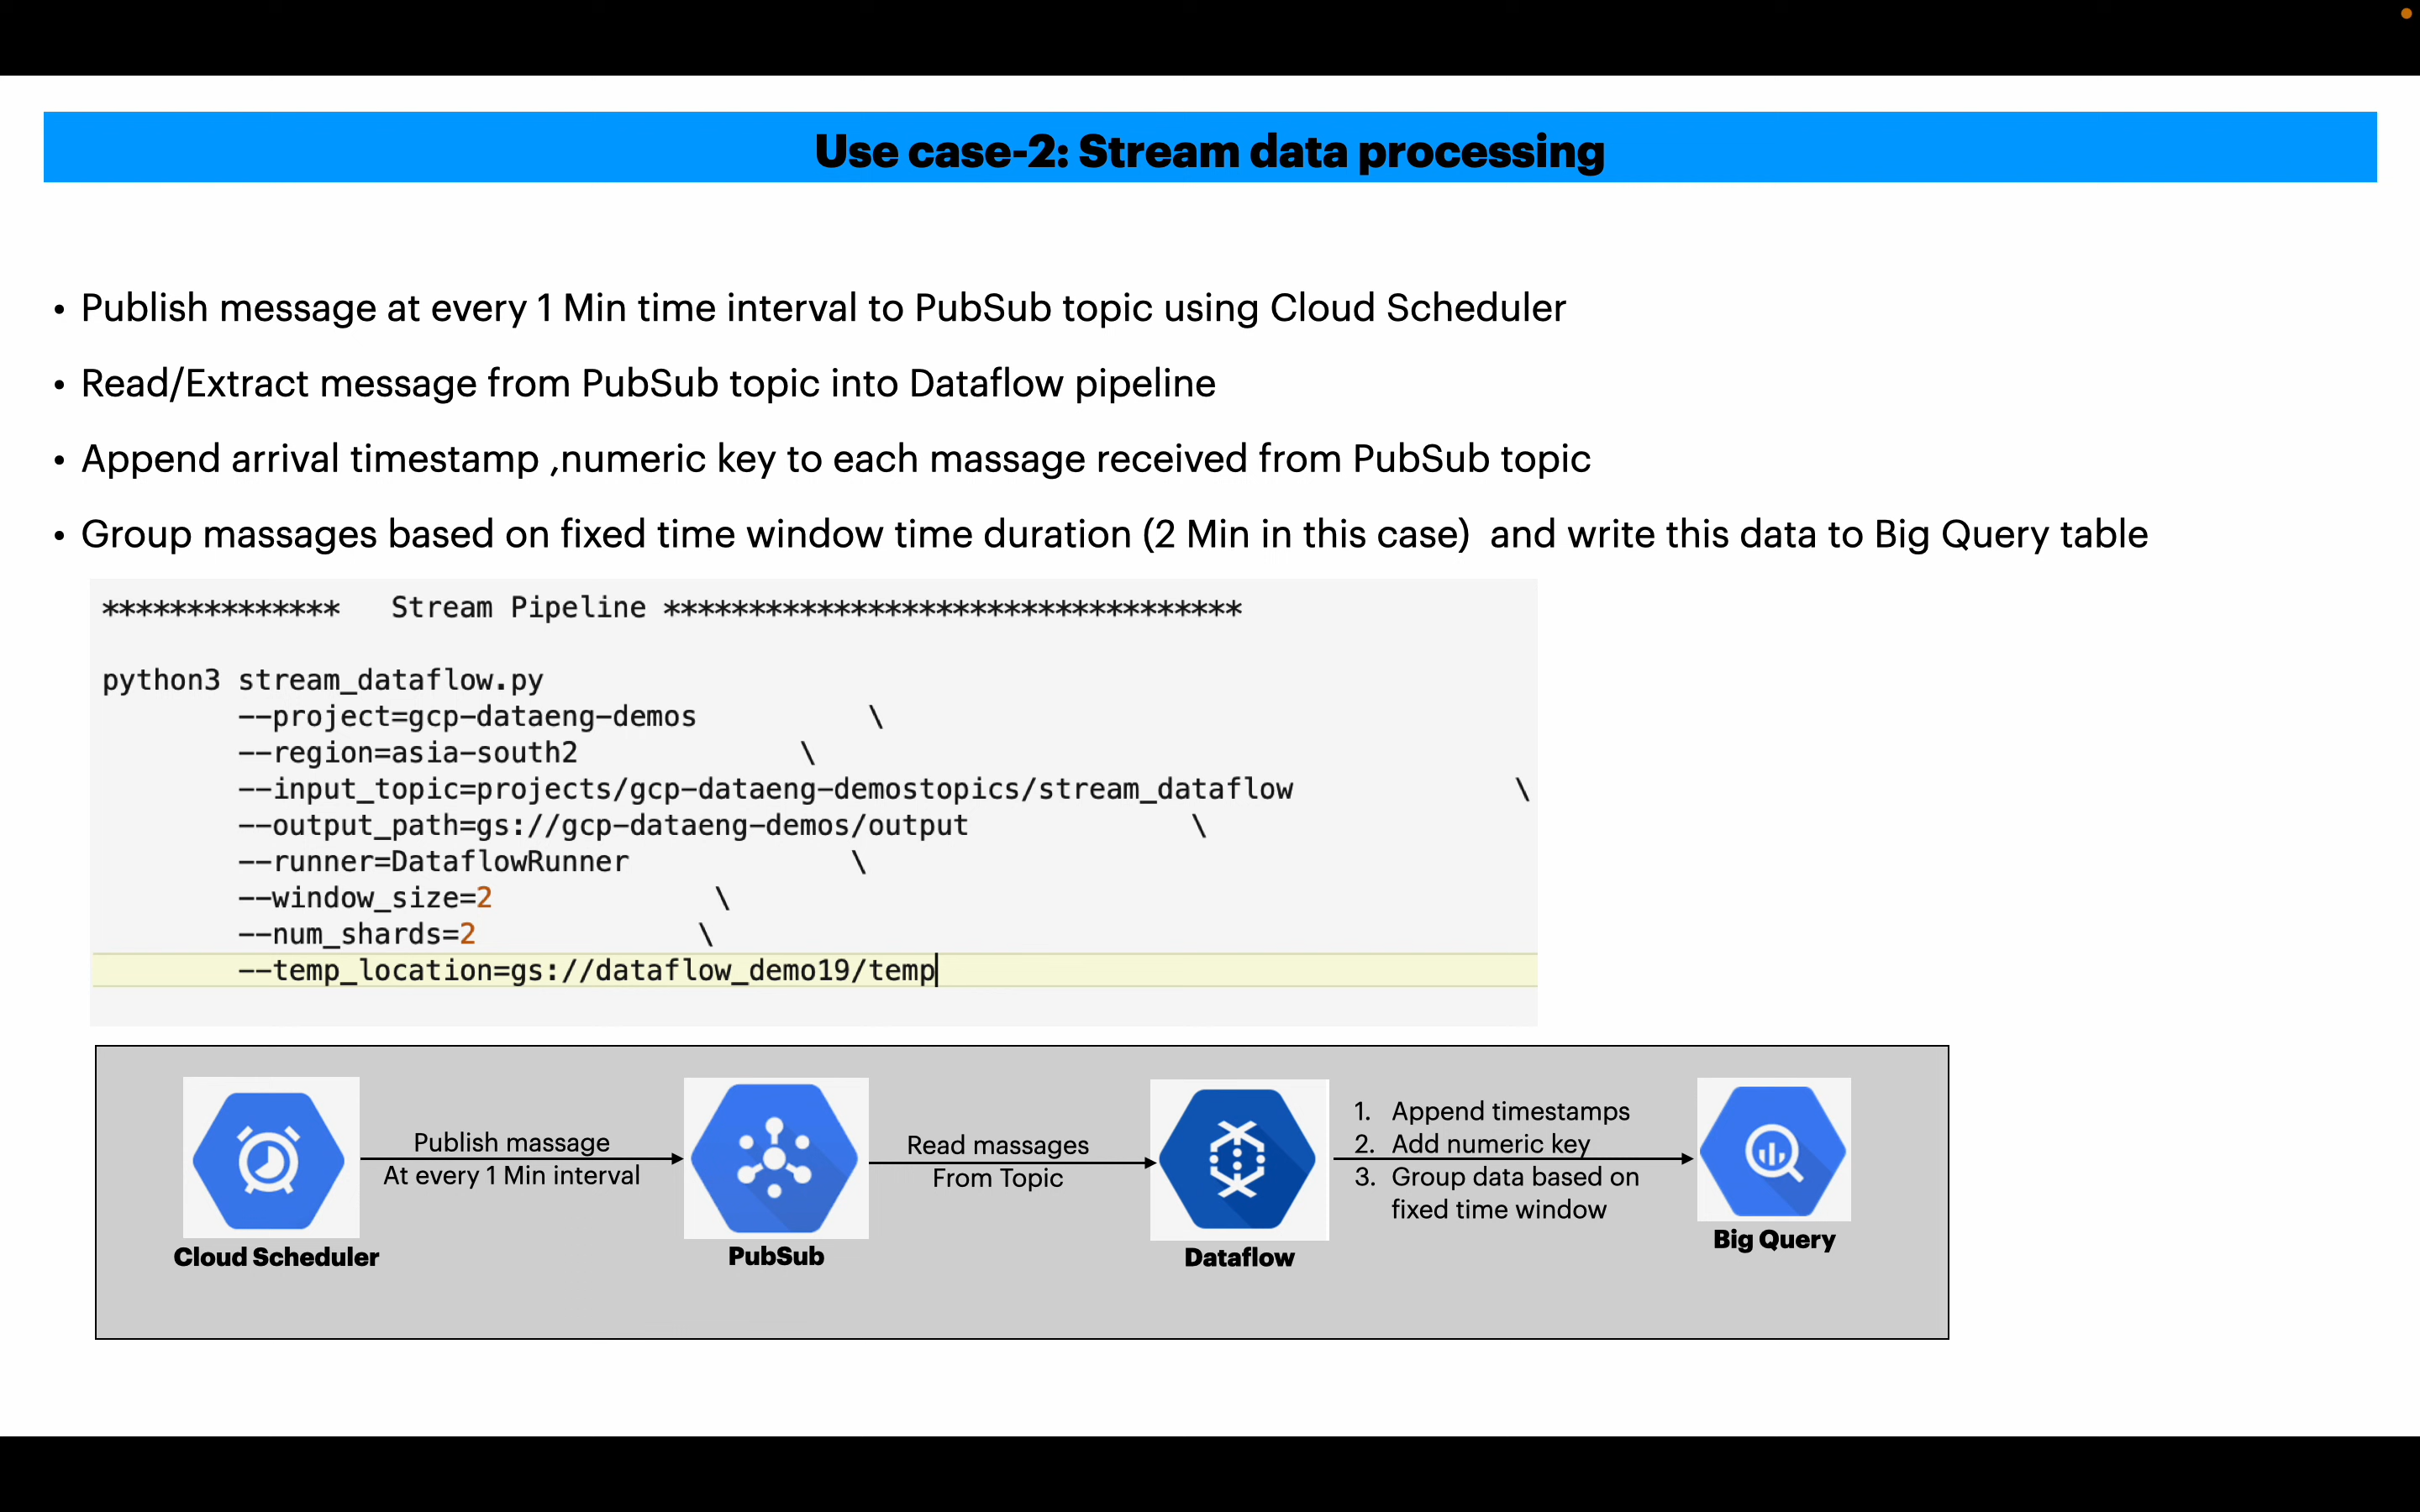 Use case-2: Stream data processing
• Publish message at every 1 Min time interval to PubSub topic using Cloud Scheduler
• Read/Extract message from PubSub topic into Dataflow pipeline
• Append arrival timestamp ,numeric key to each massage received from PubSub topic
• Group massages based on fixed time window time duration (2 Min in this case)  and write this data to Big Query table
**************   Stream Pipeline **********************************
python3 stream_dataflow.py
--project=gcp-dataeng-demos \
--region=asia-south2 \
--input_topic=projects/gcp-dataeng-demostopics/stream_dataflow \
--output_path=gs://gcp-dataeng-demos/output \
--runner=DataflowRunner \
--window_size=2 \
--num_shards=2 \
--temp_location=gs://dataflow_demo19/temp
Publish massage
At every 1 Min interval
Read massages
From Topic
1. Append timestamps
2. Add numeric key
3. Group data based on
fixed time window
Cloud Scheduler
PubSub
Dataflow
Big Query